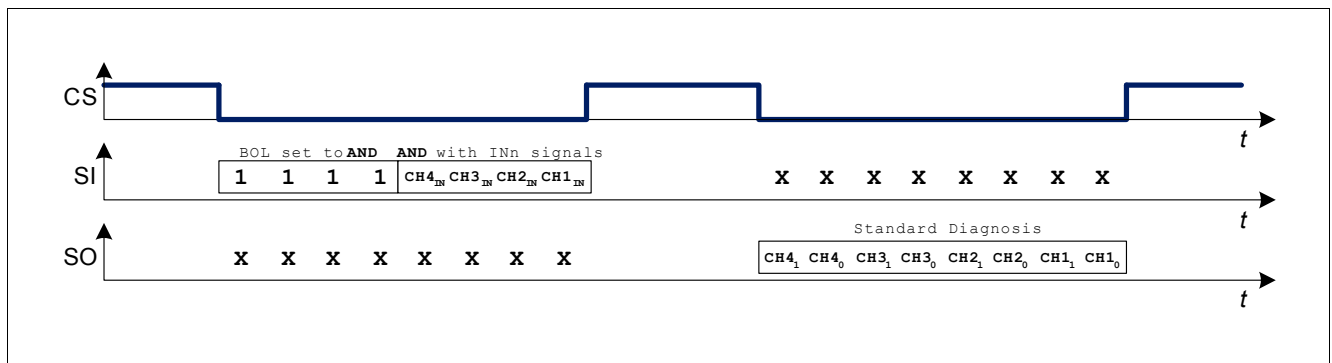 CS
t
BOL set to AND AND with INn signals
SI 1 1 1 1 CH4IN CH3IN CH2IN CH1IN X X X X X X X X
t
Standard Diagnosis
SO X X X X X X X X CH41 CH40 CH31 CH30 CH21 CH20 CH11 CH10
t